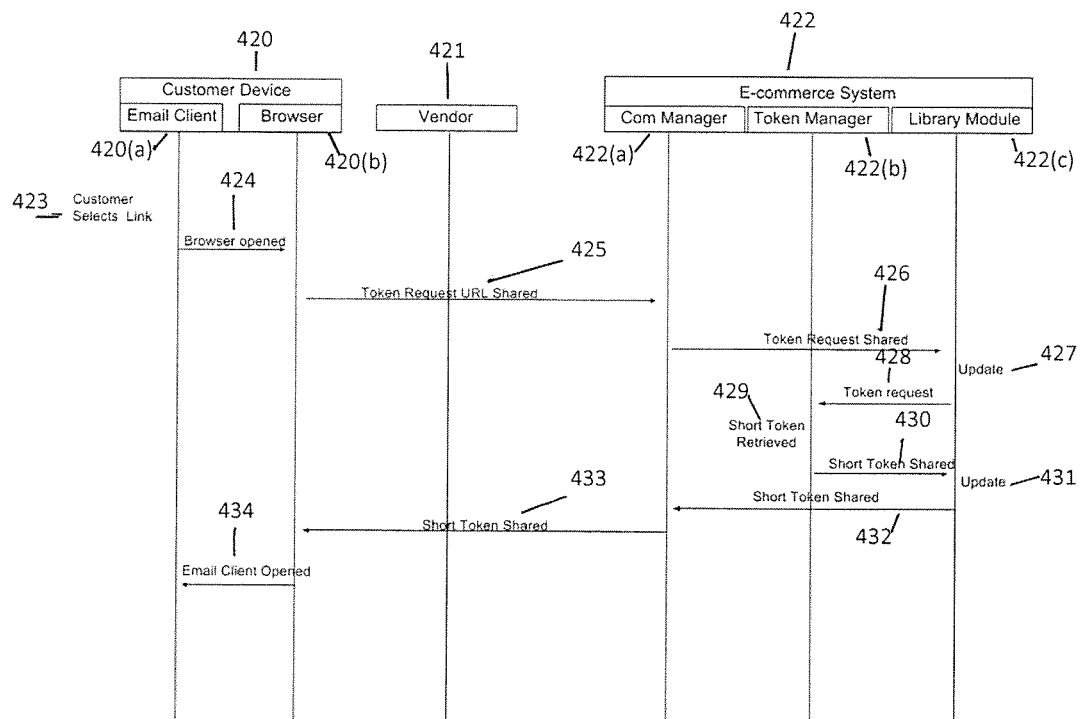 422
420
421
Customer Device
E-commerce System
Email Client
Browser
Vendor
Com Manager
Token Manager
Library Module
420(a)
420(b)
422(a)
422(b)
422(c)
424
423
Customer
Selects Link
Browser opened
425
Token Request URL Shared
426
Token Request Shared
427
428
Update
429
Token request
Short Token
Retrieved
430
Short Token Shared
431
Update
433
Short Token Shared
434
Short Token Shared
432
Email Client Opened